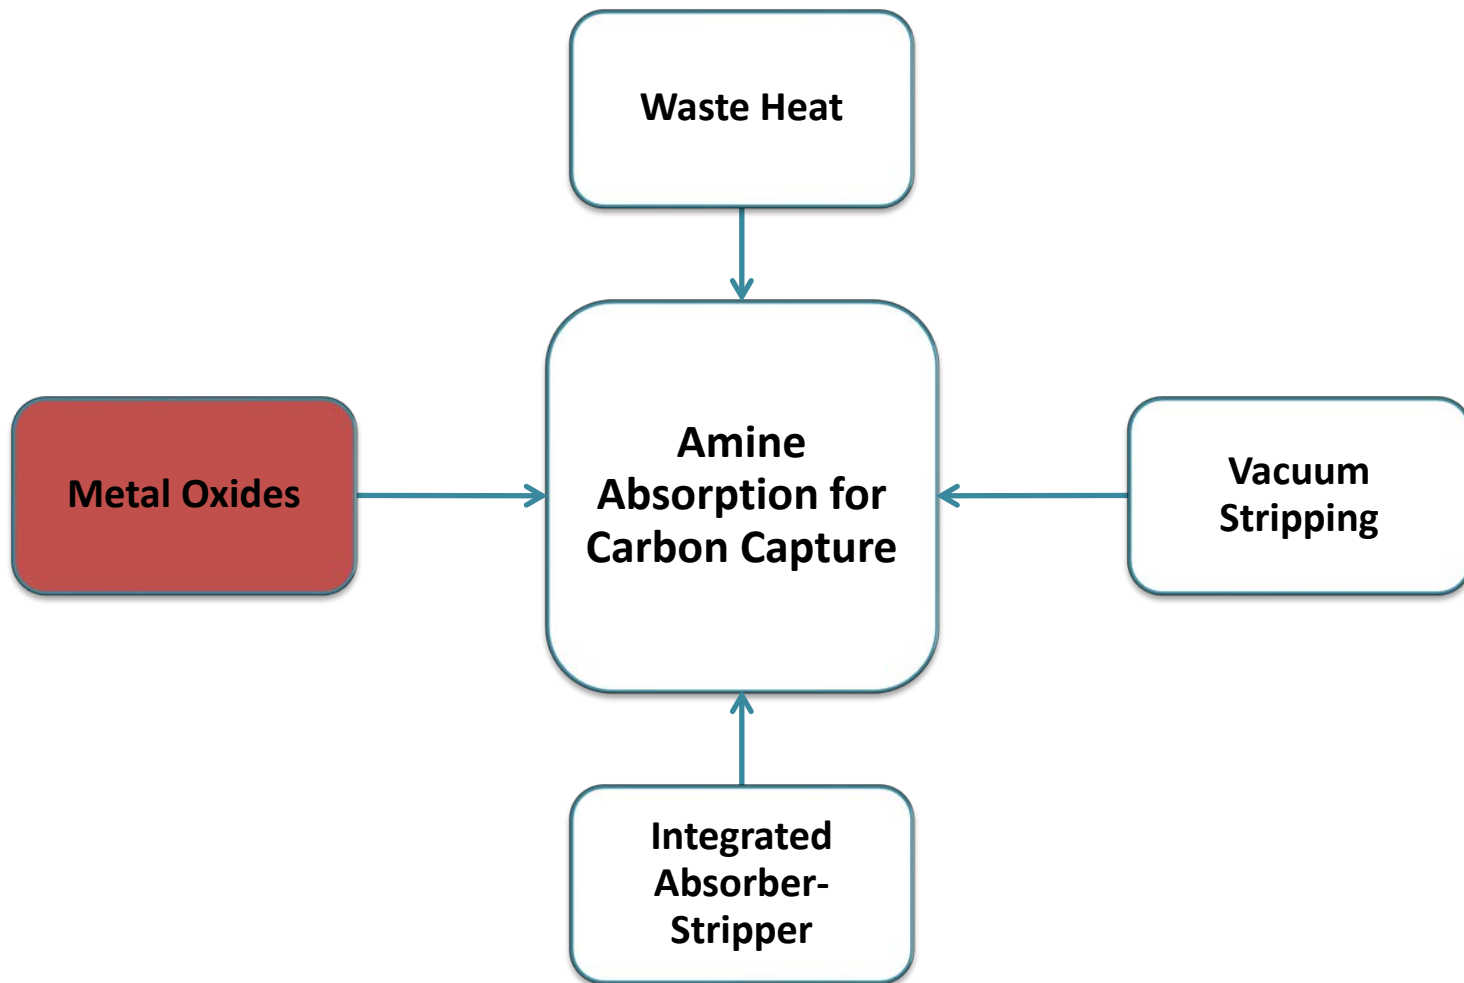 Waste Heat
Metal Oxides
Amine
Absorption for
Carbon Capture
Vacuum
Stripping
Integrated
Absorber-
Stripper